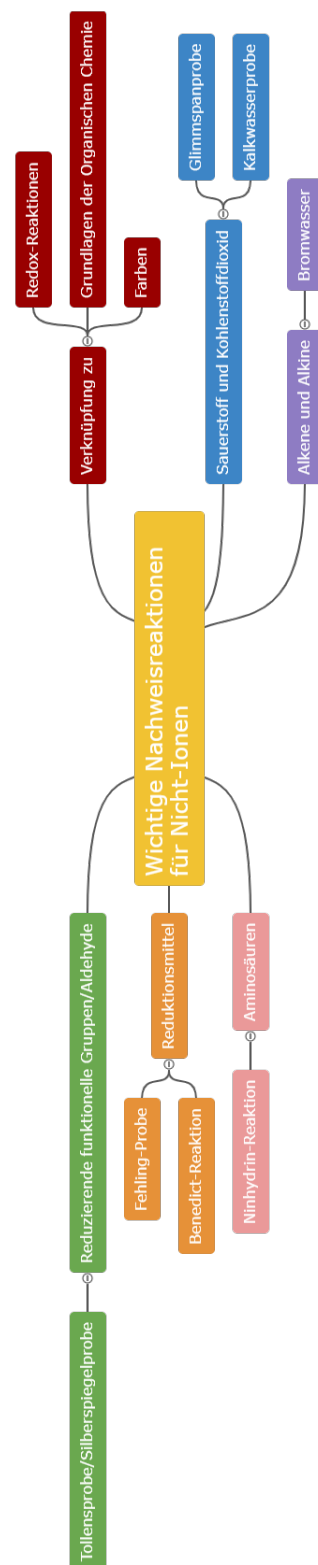 Wichtige Nachweisreaktionen
für Nicht-Ionen
Verknüpfung zu
Redox-Reaktionen
Grundlagen der Organischen Chemie
Farben
Sauerstoff und Kohlenstoffdioxid
Glimmspanprobe
Kalkwasserprobe
Alkene und Alkine
Bromwasser
Reduzierende funktionelle Gruppen/Aldehyde
Tollensprobe/Silberspiegelprobe
Reduktionsmittel
Fehling-Probe
Benedict-Reaktion
Aminosäuren
Ninhydrin-Reaktion